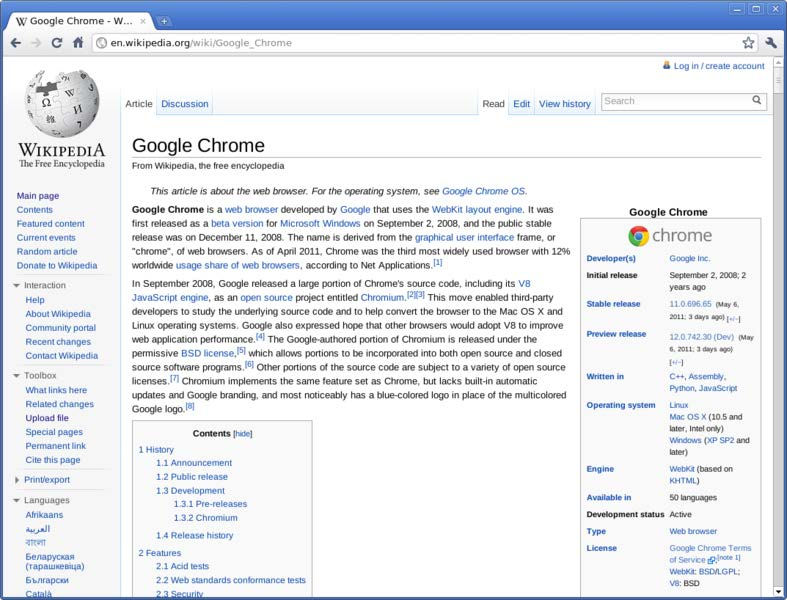 Google Chrome - W...
en.wikipedia.org/wiki/Google_Chrome
Log in / create account
Article Discussion Read Edit View history Search
WIKIPEDIA
The Free Encyclopedia
Main page
Contents
Featured content
Current events
Random article
Donate to Wikipedia
Interaction
Help
About Wikipedia
Community portal
Recent changes
Contact Wikipedia
Toolbox
What links here
Related changes
Upload file
Special pages
Permanent link
Cite this page
Print/export
Languages
Afrikaans
العربية
বাংলা
Беларуская
(тарашкевіца)
Български
Català
Google Chrome
From Wikipedia, the free encyclopedia
This article is about the web browser. For the operating system, see Google Chrome OS.
Google Chrome is a web browser developed by Google that uses the WebKit layout engine. It was
first released as a beta version for Microsoft Windows on September 2, 2008, and the public stable
release was on December 11, 2008. The name is derived from the graphical user interface frame, or
"chrome", of web browsers. As of April 2011, Chrome was the third most widely used browser with 12%
worldwide usage share of web browsers, according to Net Applications.[1]
In September 2008, Google released a large portion of Chrome's source code, including its V8
JavaScript engine, as an open source project entitled Chromium.[2][3] This move enabled third-party
developers to study the underlying source code and to help convert the browser to the Mac OS X and
Linux operating systems. Google also expressed hope that other browsers would adopt V8 to improve
web application performance.[4] The Google-authored portion of Chromium is released under the
permissive BSD license,[5] which allows portions to be incorporated into both open source and closed
source software programs.[6] Other portions of the source code are subject to a variety of open source
licenses.[7] Chromium implements the same feature set as Chrome, but lacks built-in automatic
updates and Google branding, and most noticeably has a blue-colored logo in place of the multicolored
Google logo.[8]
Contents [hide]
1 History
1.1 Announcement
1.2 Public release
1.3 Development
1.3.1 Pre-releases
1.3.2 Chromium
1.4 Release history
2 Features
2.1 Acid tests
2.2 Web standards conformance tests
2.3 Security
Google Chrome
chrome
Developer(s) Google Inc.
Initial release September 2, 2008; 2
years ago
Stable release 11.0.696.65 (May 6,
2011; 3 days ago) [+/−]
Preview release 12.0.742.30 (Dev) (May
6, 2011; 3 days ago)
[+/−]
Written in C++, Assembly,
Python, JavaScript
Operating system Linux
Mac OS X (10.5 and
later, Intel only)
Windows (XP SP2 and
later)
Engine WebKit (based on
KHTML)
Available in 50 languages
Development status Active
Type Web browser
License Google Chrome Terms
of Service [note 1]
WebKit: BSD/LGPL;
V8: BSD